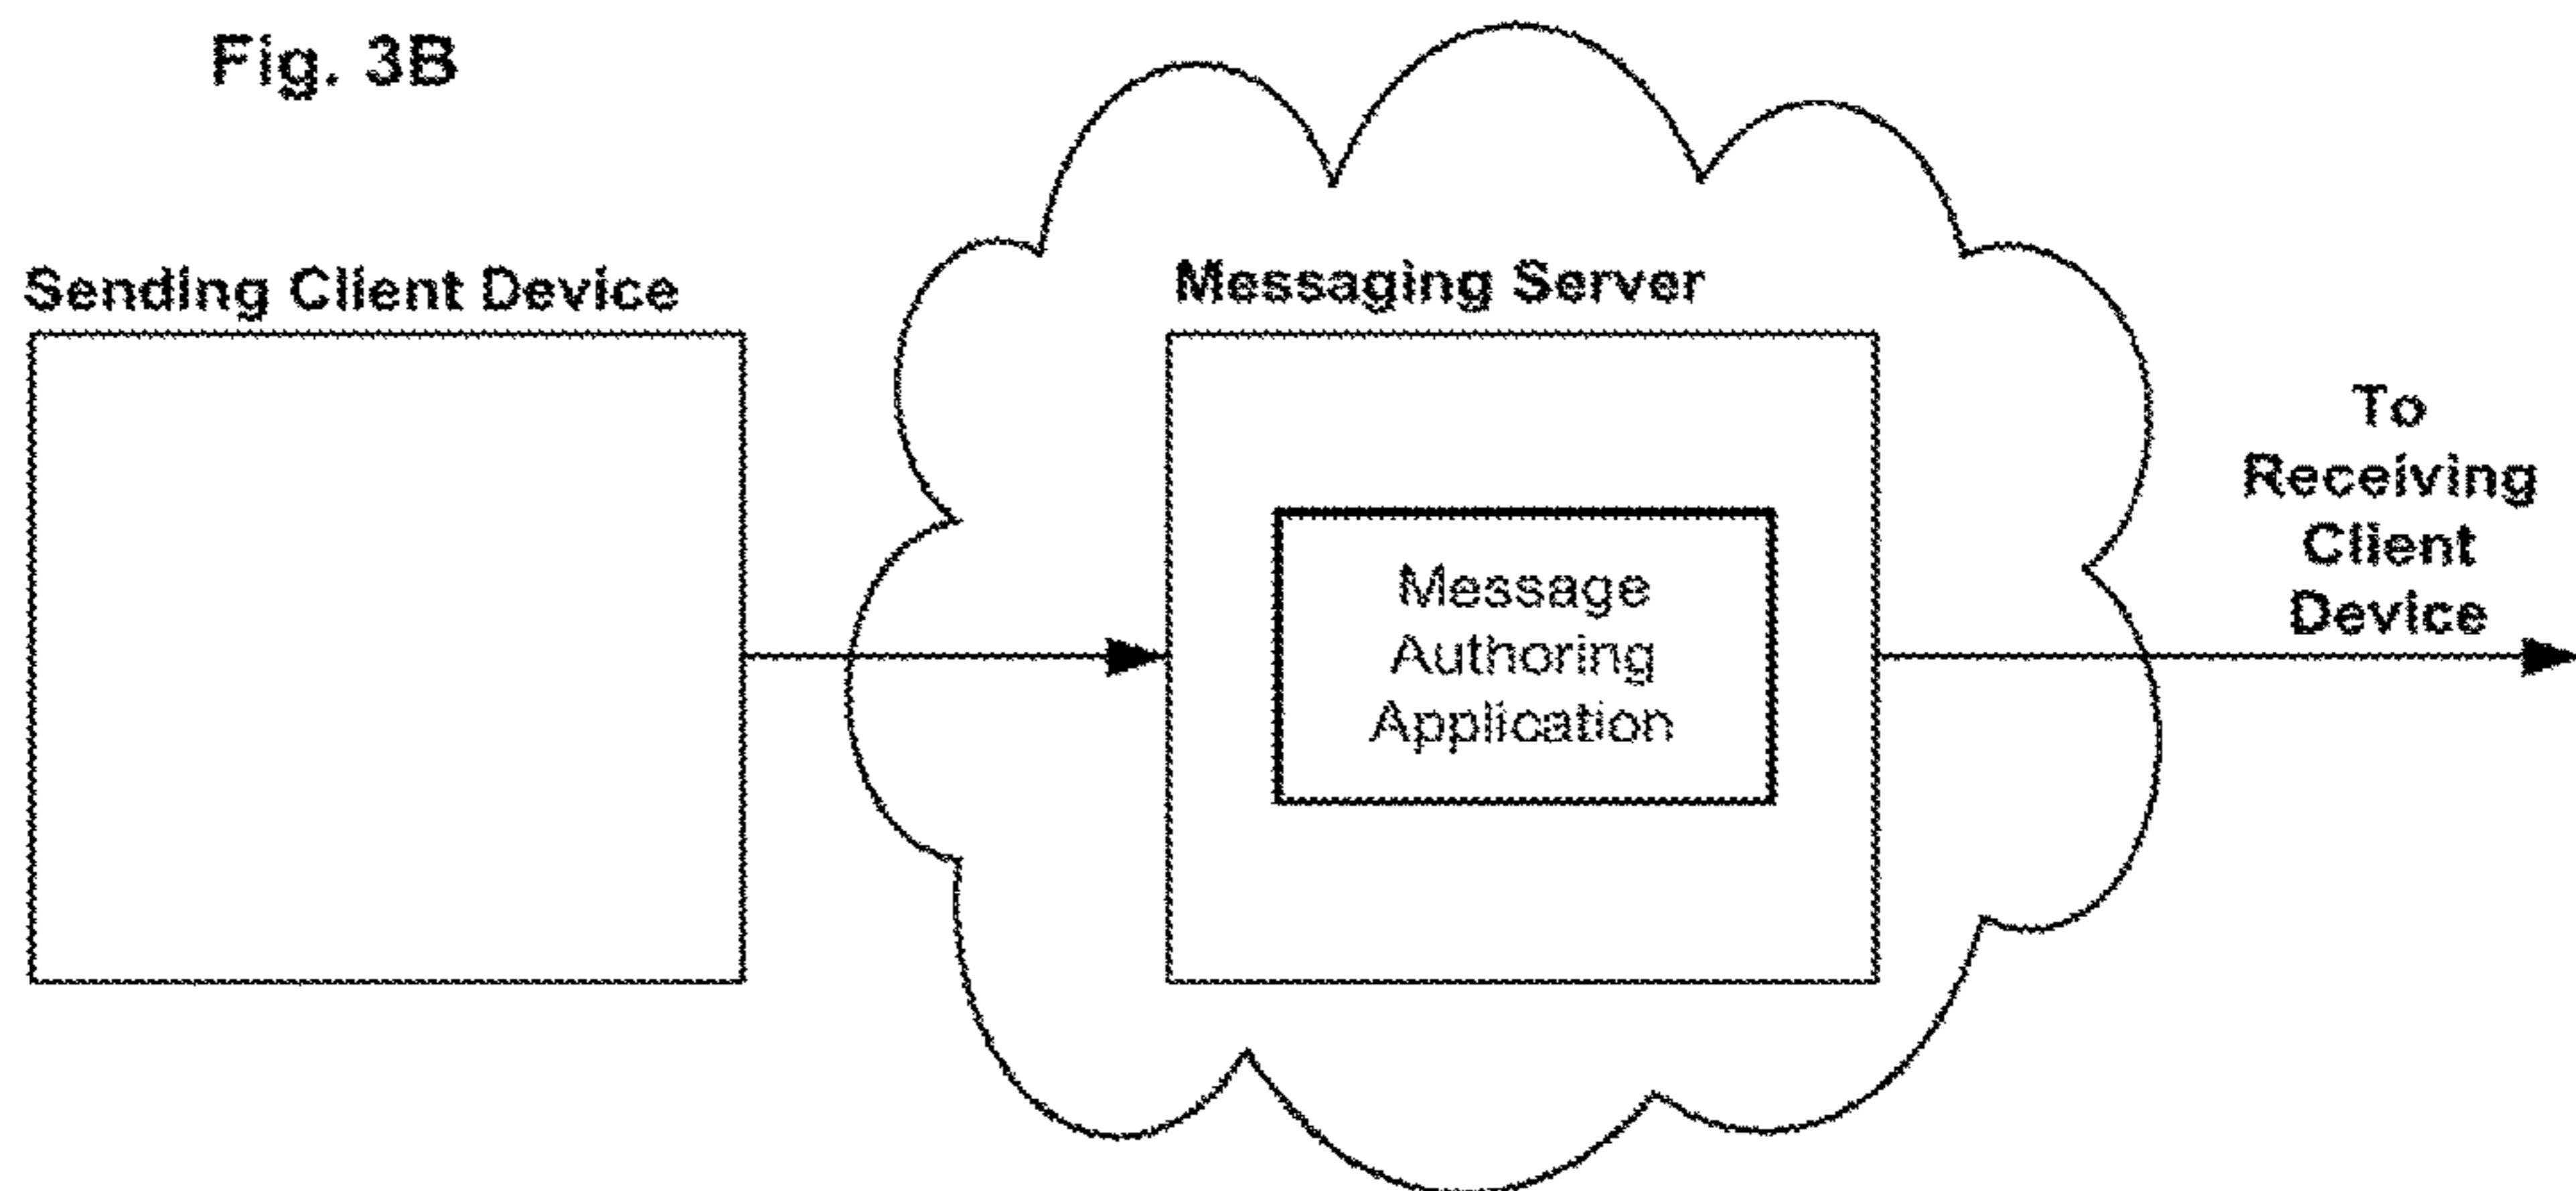 Fig. 3B
Sending Client Device
Messaging Server
Message
Authoring
Application
To
Receiving
Client
Device